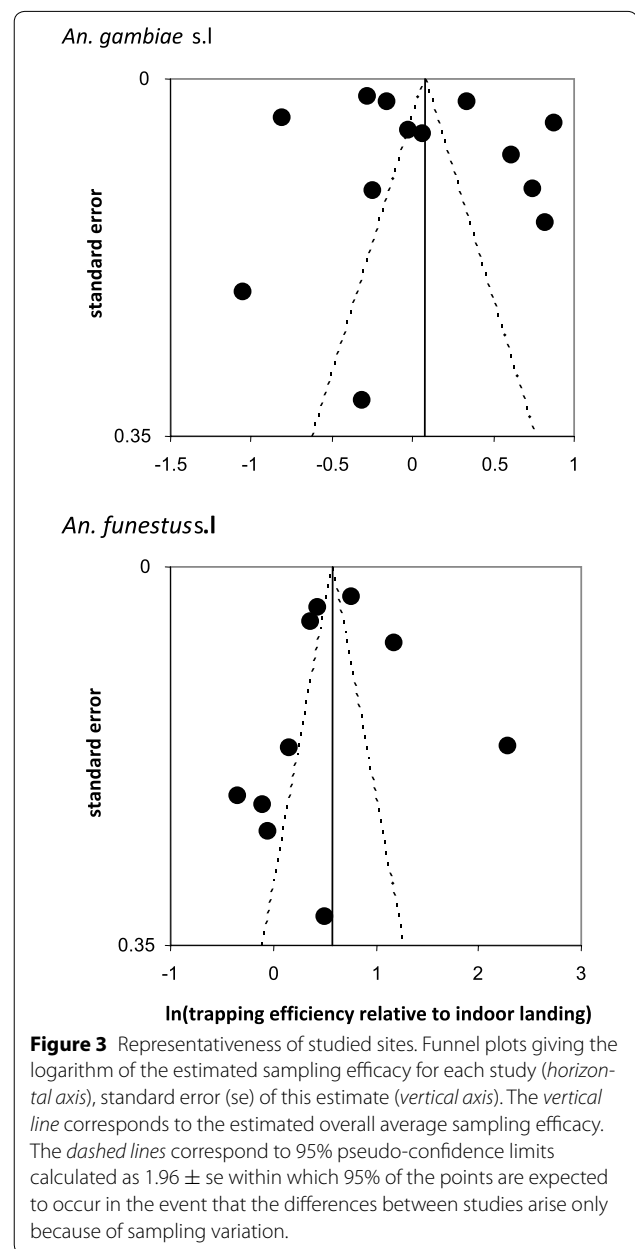 An. gambiae s.l
0
standard error
0.35
-1.5 -1 -0.5 0 0.5 1
An. funestuss.l
0
standard error
0.35
-1 0 1 2 3
ln(trapping efficiency relative to indoor landing)
Figure 3 Representativeness of studied sites. Funnel plots giving the
logarithm of the estimated sampling efficacy for each study (horizon-
tal axis), standard error (se) of this estimate (vertical axis). The vertical
line corresponds to the estimated overall average sampling efficacy.
The dashed lines correspond to 95% pseudo-confidence limits
calculated as 1.96 ± se within which 95% of the points are expected
to occur in the event that the differences between studies arise only
because of sampling variation.